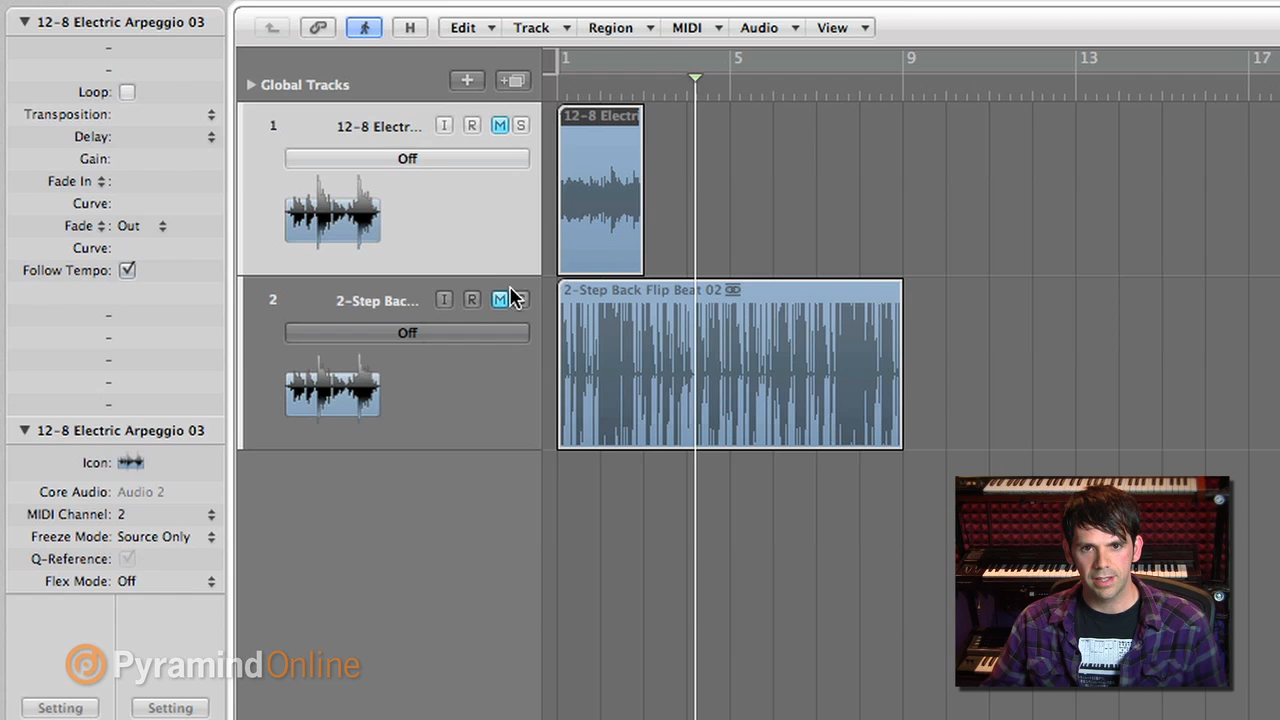 12-8 Electric Arpeggio 03
H
Edit
Track
Region
MIDI
Audio
View
-
-
Loop:
Transposition:
Delay:
Gain:
Fade In :
Curve:
Fade : Out
Curve:
Follow Tempo:
-
-
-
-
-
12-8 Electric Arpeggio 03
Icon:
Core Audio: Audio 2
MIDI Channel: 2
Freeze Mode: Source Only
Q-Reference:
Flex Mode: Off
Setting
Setting
Global Tracks
+
1
5
9
13
17
1
12-8 Electr...
I R M S
Off
2
2-Step Bac...
I R M
Off
12-8 Electri
2-Step Back Flip Beat 02
PyramindOnline